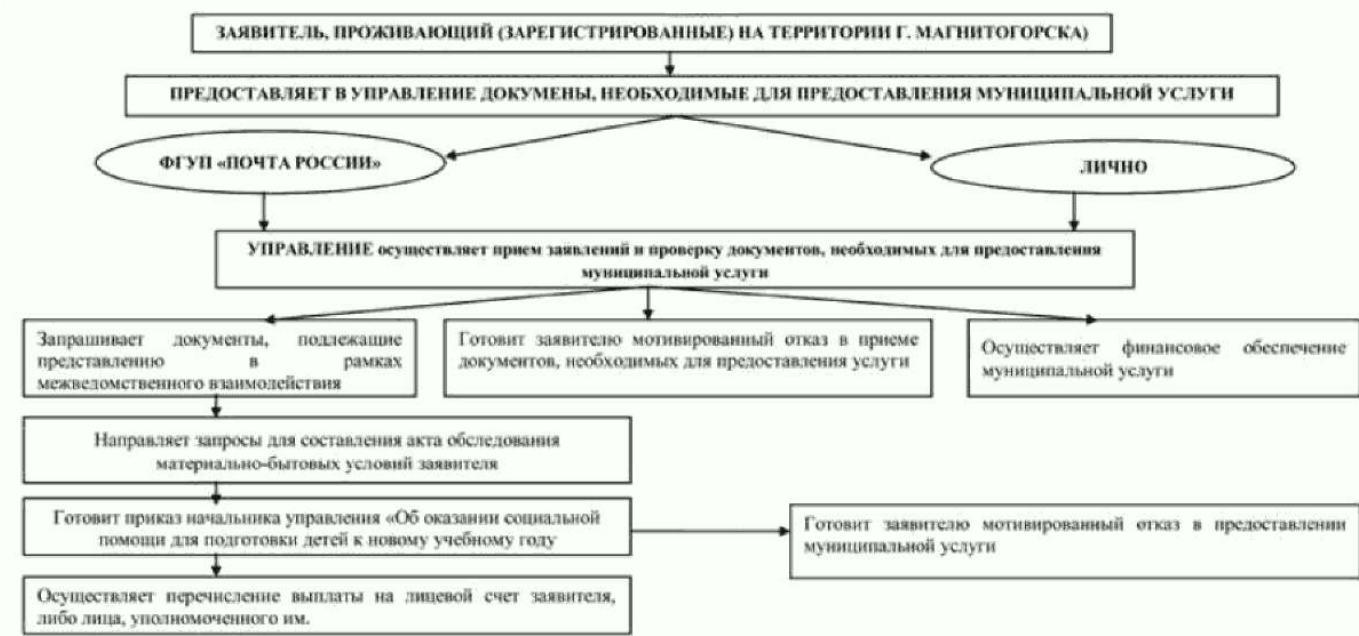 ЗАЯВИТЕЛЬ, ПРОЖИВАЮЩИЙ (ЗАРЕГИСТРИРОВАННЫЕ) НА ТЕРРИТОРИИ Г. МАГНИТОГОРСКА)
ПРЕДОСТАВЛЯЕТ В УПРАВЛЕНИЕ ДОКУМЕНЫ, НЕОБХОДИМЫЕ ДЛЯ ПРЕДОСТАВЛЕНИЯ МУНИЦИПАЛЬНОЙ УСЛУГИ
ФГУП «ПОЧТА РОССИИ»
ЛИЧНО
УПРАВЛЕНИЕ осуществляет прием заявлений и проверку документов, необходимых для предоставления
муниципальной услуги
Запрашивает документы, подлежащие
представлению в рамках
межведомственного взаимодействия
Готовит заявителю мотивированный отказ в приеме
документов, необходимых для предоставления услуги
Осуществляет финансовое обеспечение
муниципальной услуги
Направляет запросы для составления акта обследования
материально-бытовых условий заявителя
Готовит приказ начальника управления «Об оказании социальной
помощи для подготовки детей к новому учебному году
Готовит заявителю мотивированный отказ в предоставлении
муниципальной услуги
Осуществляет перечисление выплаты на лицевой счет заявителя,
либо лица, уполномоченного им.